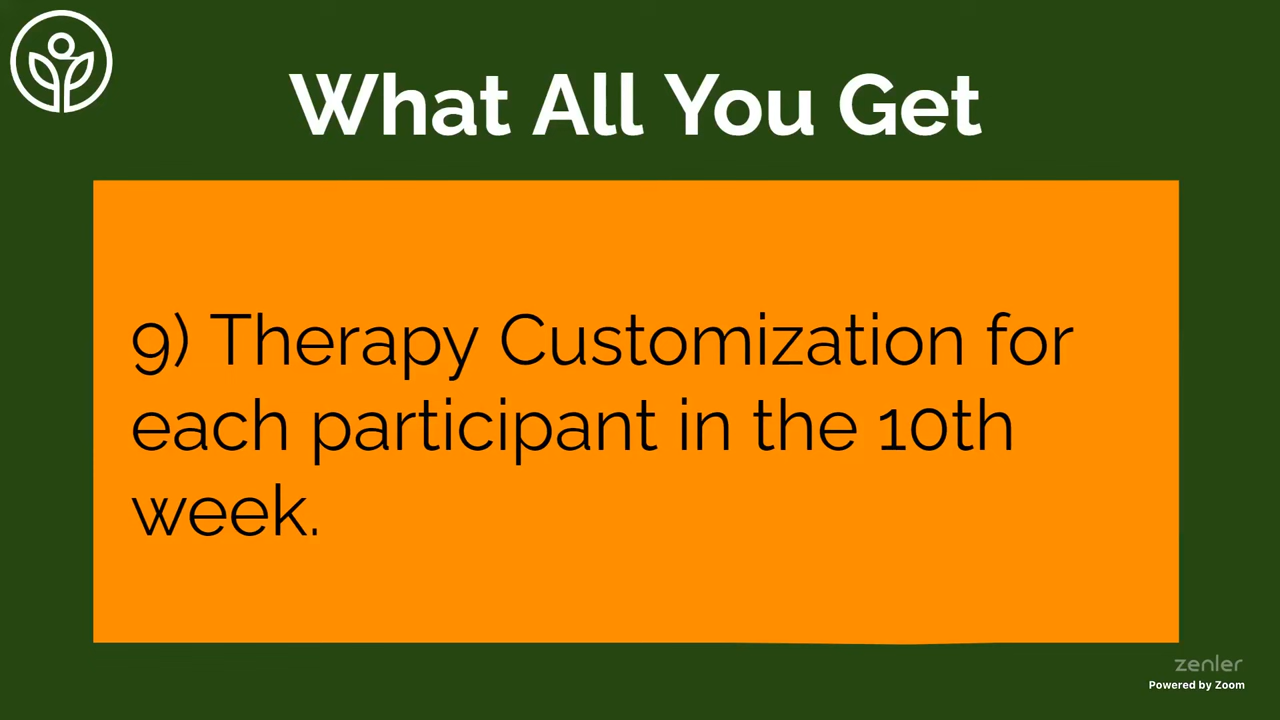 What All You Get
9) Therapy Customization for
each participant in the 10th
week.
zenler
Powered by Zoom